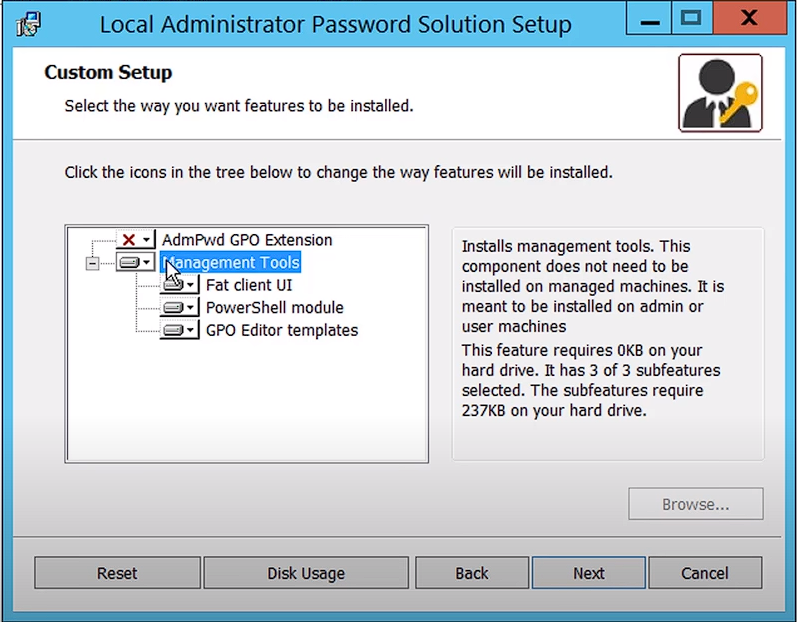 Local Administrator Password Solution Setup
Custom Setup
Select the way you want features to be installed.
Click the icons in the tree below to change the way features will be installed.
AdmPwd GPO Extension
Management Tools
Fat client UI
PowerShell module
GPO Editor templates
Installs management tools. This
component does not need to be
installed on managed machines. It is
meant to be installed on admin or
user machines
This feature requires 0KB on your
hard drive. It has 3 of 3 subfeatures
selected. The subfeatures require
237KB on your hard drive.
Browse...
Reset
Disk Usage
Back
Next
Cancel